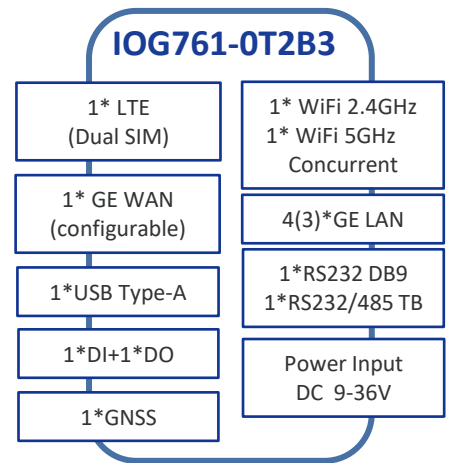 IOG761-0T2B3
1* LTE
(Dual SIM)
1* GE WAN
(configurable)
1*USB Type-A
1*DI+1*DO
1*GNSS
1* WiFi 2.4GHz
1* WiFi 5GHz
Concurrent
4(3)*GE LAN
1*RS232 DB9
1*RS232/485 TB
Power Input
DC 9-36V